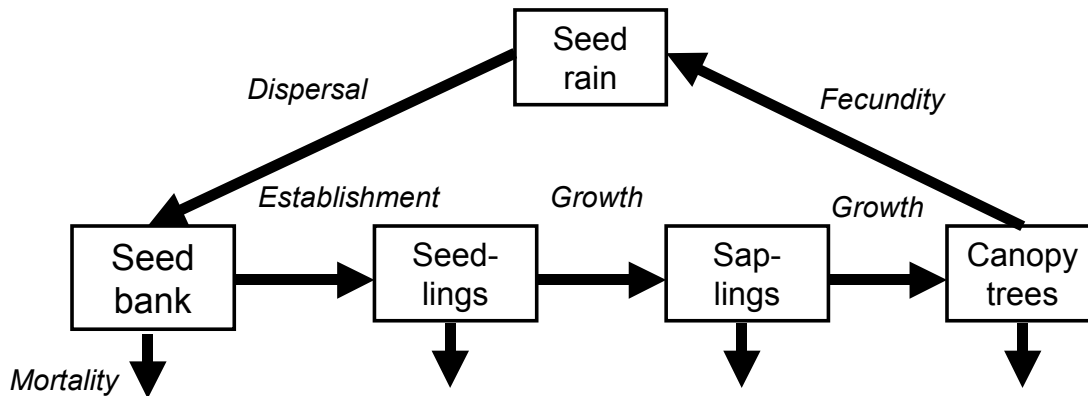 Seed
rain
Dispersal
Fecundity
Establishment
Growth
Growth
Seed
bank
Seed-
lings
Sap-
lings
Canopy
trees
Mortality